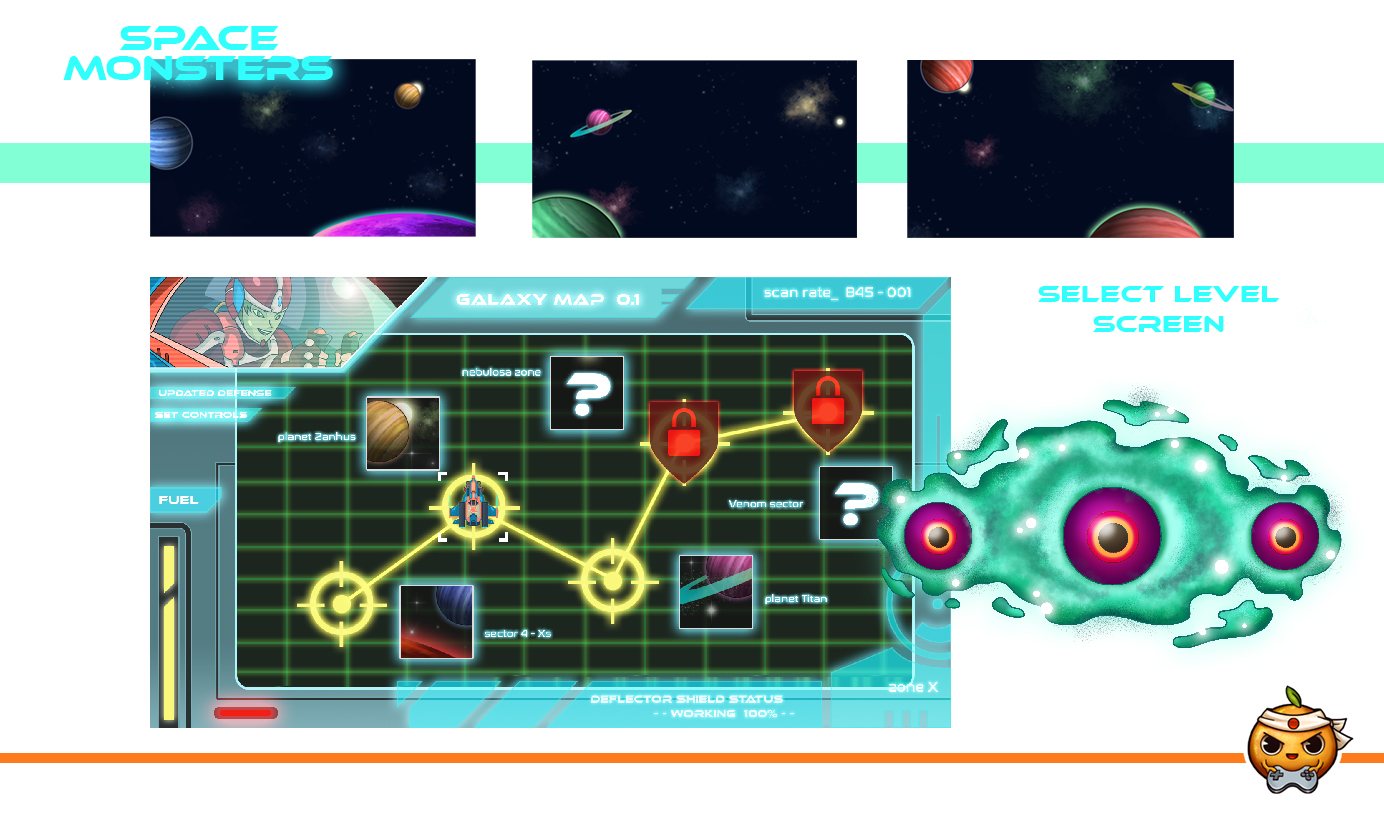 SPACE
MONSTERS
GALAXY MAP 0.1
scan rate_ B45 - 001
SELECT LEVEL
SCREEN
nebulosa zone
?
UPDATED DEFENSE
SET CONTROLS
planet Zanhus
FUEL
Venom sector
?
planet Titan
sector 4 - Xs
zone X
DEFLECTOR SHIELD STATUS
- - WORKING 100% - -